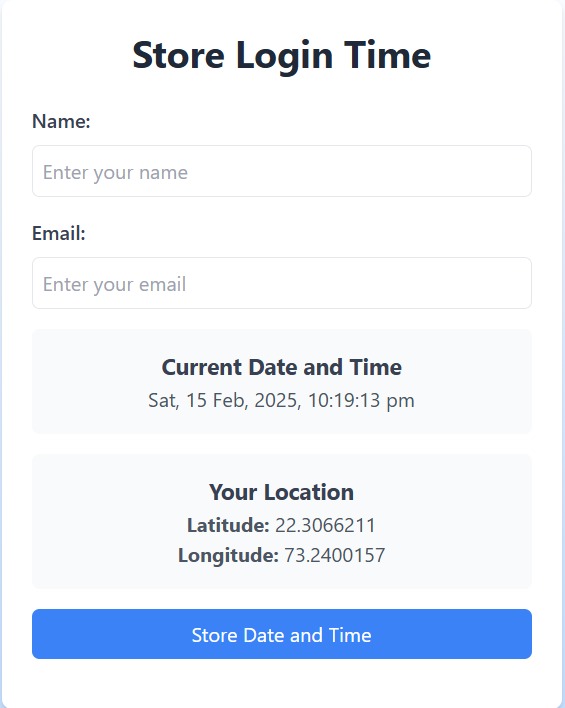 Store Login Time
Name:
Enter your name
Email:
Enter your email
Current Date and Time
Sat, 15 Feb, 2025, 10:19:13 pm
Your Location
Latitude: 22.3066211
Longitude: 73.2400157
Store Date and Time